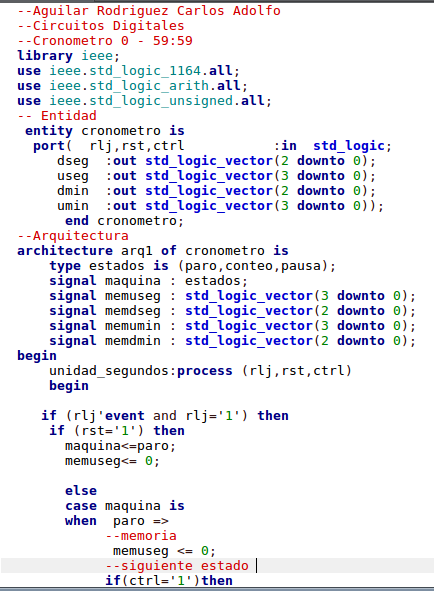 --Aguilar Rodriguez Carlos Adolfo
--Circuitos Digitales
--Cronometro 0 - 59:59
library ieee;
use ieee.std_logic_1164.all;
use ieee.std_logic_arith.all;
use ieee.std_logic_unsigned.all;
-- Entidad
entity cronometro is
port( rlj,rst,ctrl :in std_logic;
dseg :out std_logic_vector(2 downto 0);
useg :out std_logic_vector(3 downto 0);
dmin :out std_logic_vector(2 downto 0);
umin :out std_logic_vector(3 downto 0));
end cronometro;
--Arquitectura
architecture arq1 of cronometro is
type estados is (paro,conteo,pausa);
signal maquina : estados;
signal memuseg : std_logic_vector(3 downto 0);
signal memdseg : std_logic_vector(2 downto 0);
signal memumin : std_logic_vector(3 downto 0);
signal memdmin : std_logic_vector(2 downto 0);
begin
unidad_segundos:process (rlj,rst,ctrl)
begin
if (rlj'event and rlj='1') then
if (rst='1') then
maquina<=paro;
memuseg<= 0;
else
case maquina is
when paro =>
--memoria
memuseg <= 0;
--siguiente estado
if(ctrl='1')then